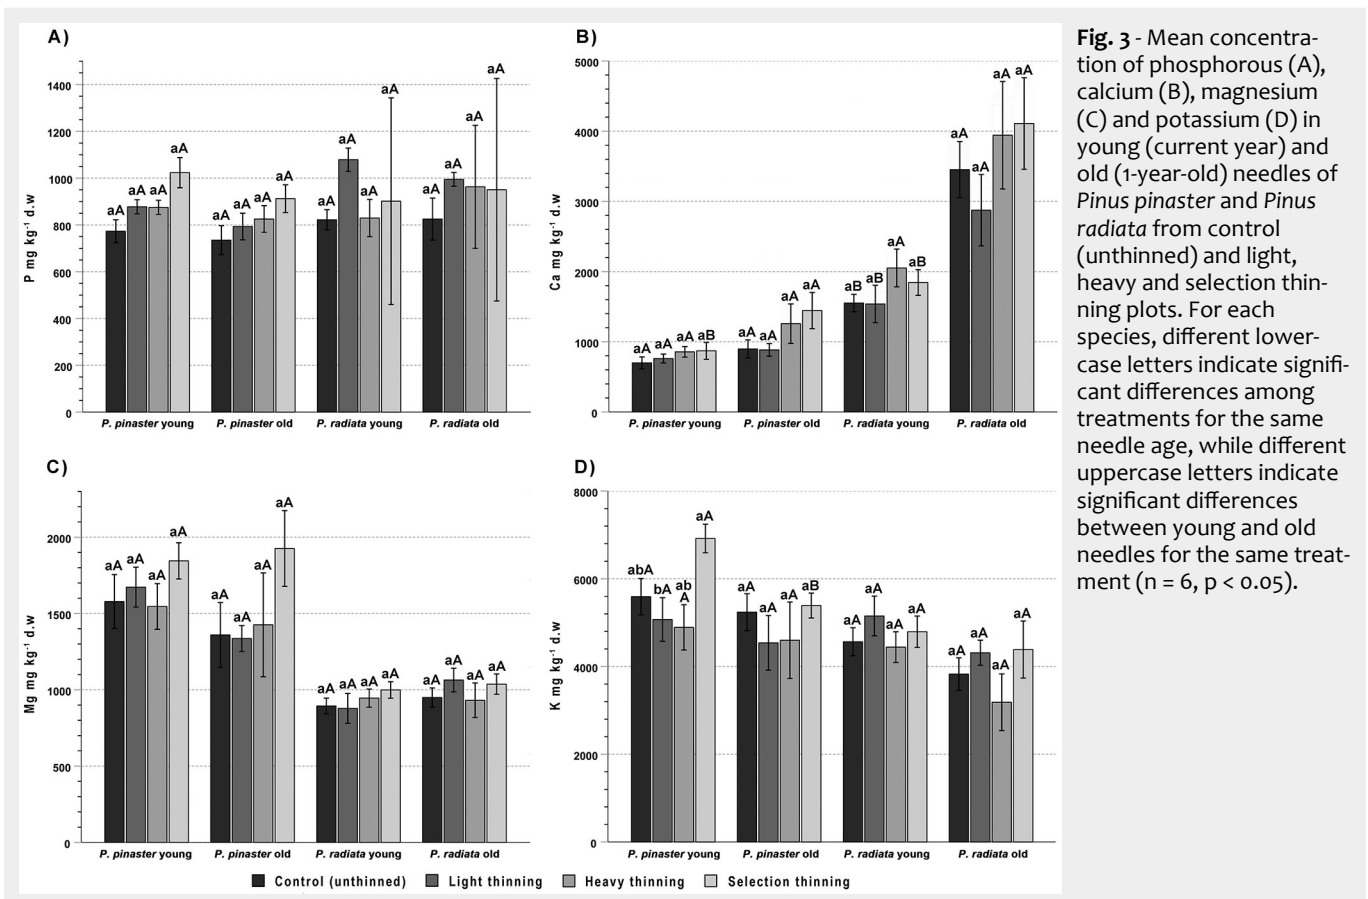 A)
1400
1200
1000
800
600
400
200
0
P mg kg⁻¹ d.w
aA aA aA aA
aA aA aA aA
aA aA aA aA
aA aA aA aA
P. pinaster young P. pinaster old P. radiata young P. radiata old
B)
5000
4000
3000
2000
1000
0
Ca mg kg⁻¹ d.w
aA aA aA aB
aA aA aA aA
aB aB aA aB
aA aA aA aA
P. pinaster young P. pinaster old P. radiata young P. radiata old
C)
2000
1500
1000
500
0
Mg mg kg⁻¹ d.w
aA aA aA aA
aA aA aA aA
aA aA aA aA
aA aA aA aA
P. pinaster young P. pinaster old P. radiata young P. radiata old
D)
8000
6000
4000
2000
0
K mg kg⁻¹ d.w
abA bA ab A aA
aA aA aA aB
aA aA aA aA
aA aA aA aA
P. pinaster young P. pinaster old P. radiata young P. radiata old
Control (unthinned) Light thinning Heavy thinning Selection thinning
Fig. 3 - Mean concentra-
tion of phosphorous (A),
calcium (B), magnesium
(C) and potassium (D) in
young (current year) and
old (1-year-old) needles of
Pinus pinaster and Pinus
radiata from control
(unthinned) and light,
heavy and selection thin-
ning plots. For each
species, different lower-
case letters indicate signifi-
cant differences among
treatments for the same
needle age, while different
uppercase letters indicate
significant differences
between young and old
needles for the same treat-
ment (n = 6, p < 0.05).